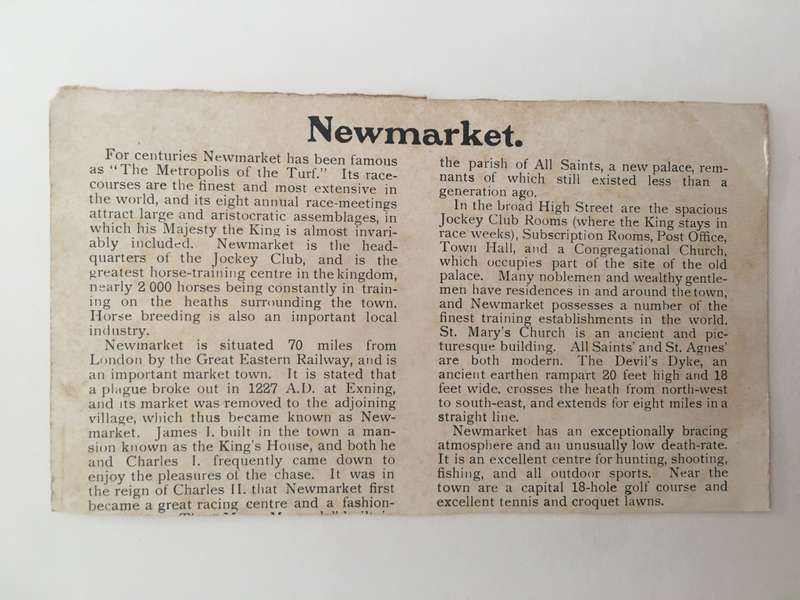 Newmarket.
For centuries Newmarket has been famous
as "The Metropolis of the Turf." Its race-
courses are the finest and most extensive in
the world, and its eight annual race-meetings
attract large and aristocratic assemblages, in
which his Majesty the King is almost invari-
ably included. Newmarket is the head-
quarters of the Jockey Club, and is the
greatest horse-training centre in the kingdom,
nearly 2 000 horses being constantly in train-
ing on the heaths surrounding the town.
Horse breeding is also an important local
industry.
Newmarket is situated 70 miles from
London by the Great Eastern Railway, and is
an important market town. It is stated that
a plague broke out in 1227 A.D. at Exning,
and its market was removed to the adjoining
village, which thus became known as New-
market. James I. built in the town a man-
sion known as the King's House, and both he
and Charles I. frequently came down to
enjoy the pleasures of the chase. It was in
the reign of Charles II. that Newmarket first
became a great racing centre and a fashion-
the parish of All Saints, a new palace, rem-
nants of which still existed less than a
generation ago.
In the broad High Street are the spacious
Jockey Club Rooms (where the King stays in
race weeks), Subscription Rooms, Post Office,
Town Hall, and a Congregational Church,
which occupies part of the site of the old
palace. Many noblemen and wealthy gentle-
men have residences in and around the town,
and Newmarket possesses a number of the
finest training establishments in the world.
St. Mary's Church is an ancient and pic-
turesque building. All Saints' and St. Agnes'
are both modern. The Devil's Dyke, an
ancient earthen rampart 20 feet high and 18
feet wide, crosses the heath from north-west
to south-east, and extends for eight miles in a
straight line.
Newmarket has an exceptionally bracing
atmosphere and an unusually low death-rate.
It is an excellent centre for hunting, shooting,
fishing, and all outdoor sports. Near the
town are a capital 18-hole golf course and
excellent tennis and croquet lawns.